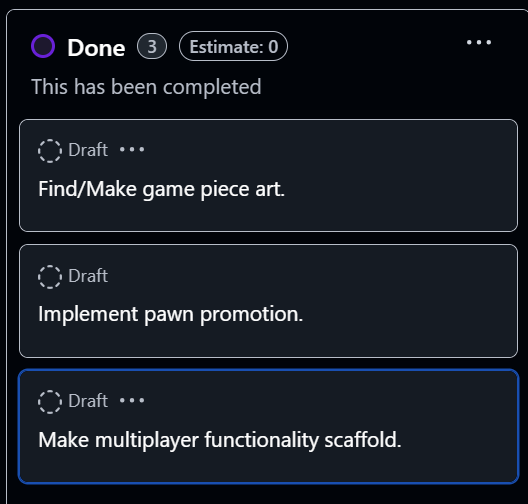 Done 3 Estimate: 0
This has been completed
Draft
Find/Make game piece art.
Draft
Implement pawn promotion.
Draft
Make multiplayer functionality scaffold.